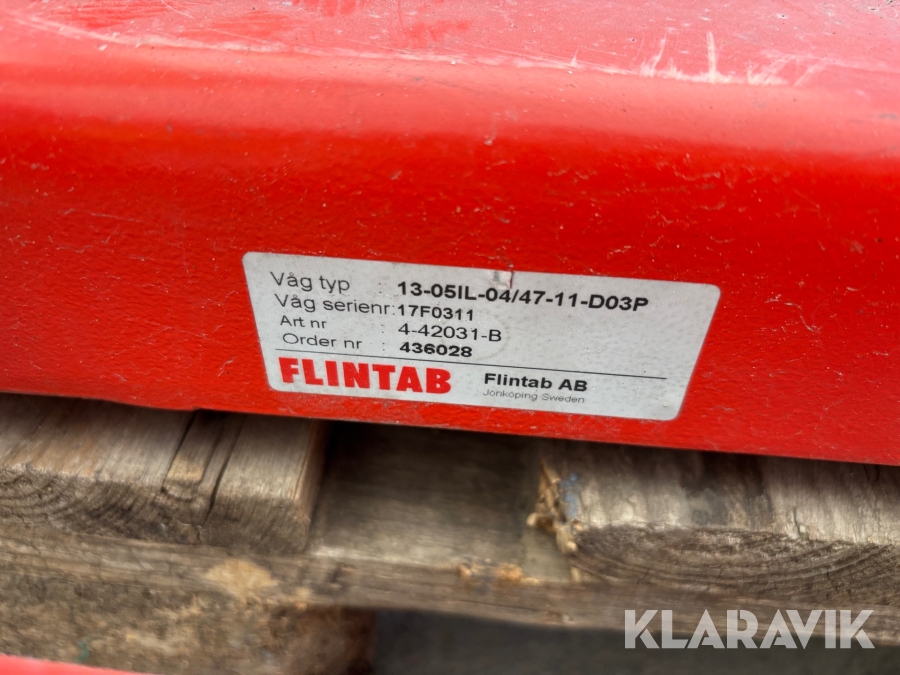 Våg typ : 13-05IL-04/47-11-D03P
Våg serienr: 17F0311
Art nr : 4-42031-B
Order nr : 436028
FLINTAB Flintab AB
Jönköping Sweden
KLARAVIK